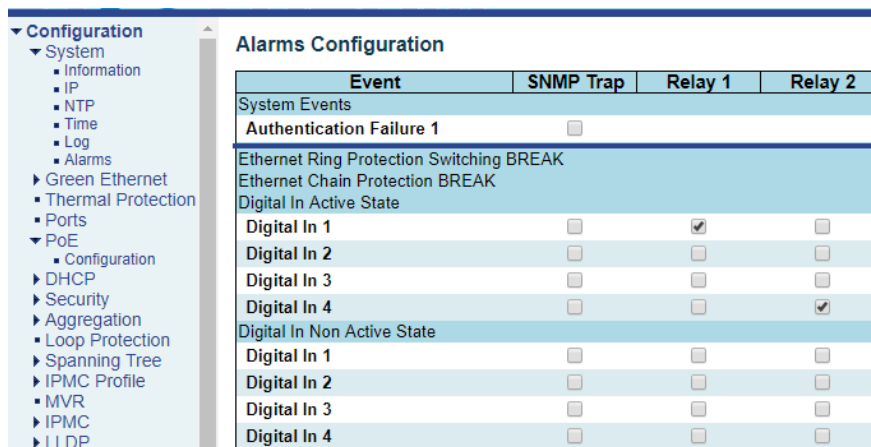 Configuration
System
Information
IP
NTP
Time
Log
Alarms
Green Ethernet
Thermal Protection
Ports
PoE
Configuration
DHCP
Security
Aggregation
Loop Protection
Spanning Tree
IPMC Profile
MVR
IPMC
LLDP
Alarms Configuration
Event SNMP Trap Relay 1 Relay 2
System Events
Authentication Failure 1
Ethernet Ring Protection Switching BREAK
Ethernet Chain Protection BREAK
Digital In Active State
Digital In 1
Digital In 2
Digital In 3
Digital In 4
Digital In Non Active State
Digital In 1
Digital In 2
Digital In 3
Digital In 4